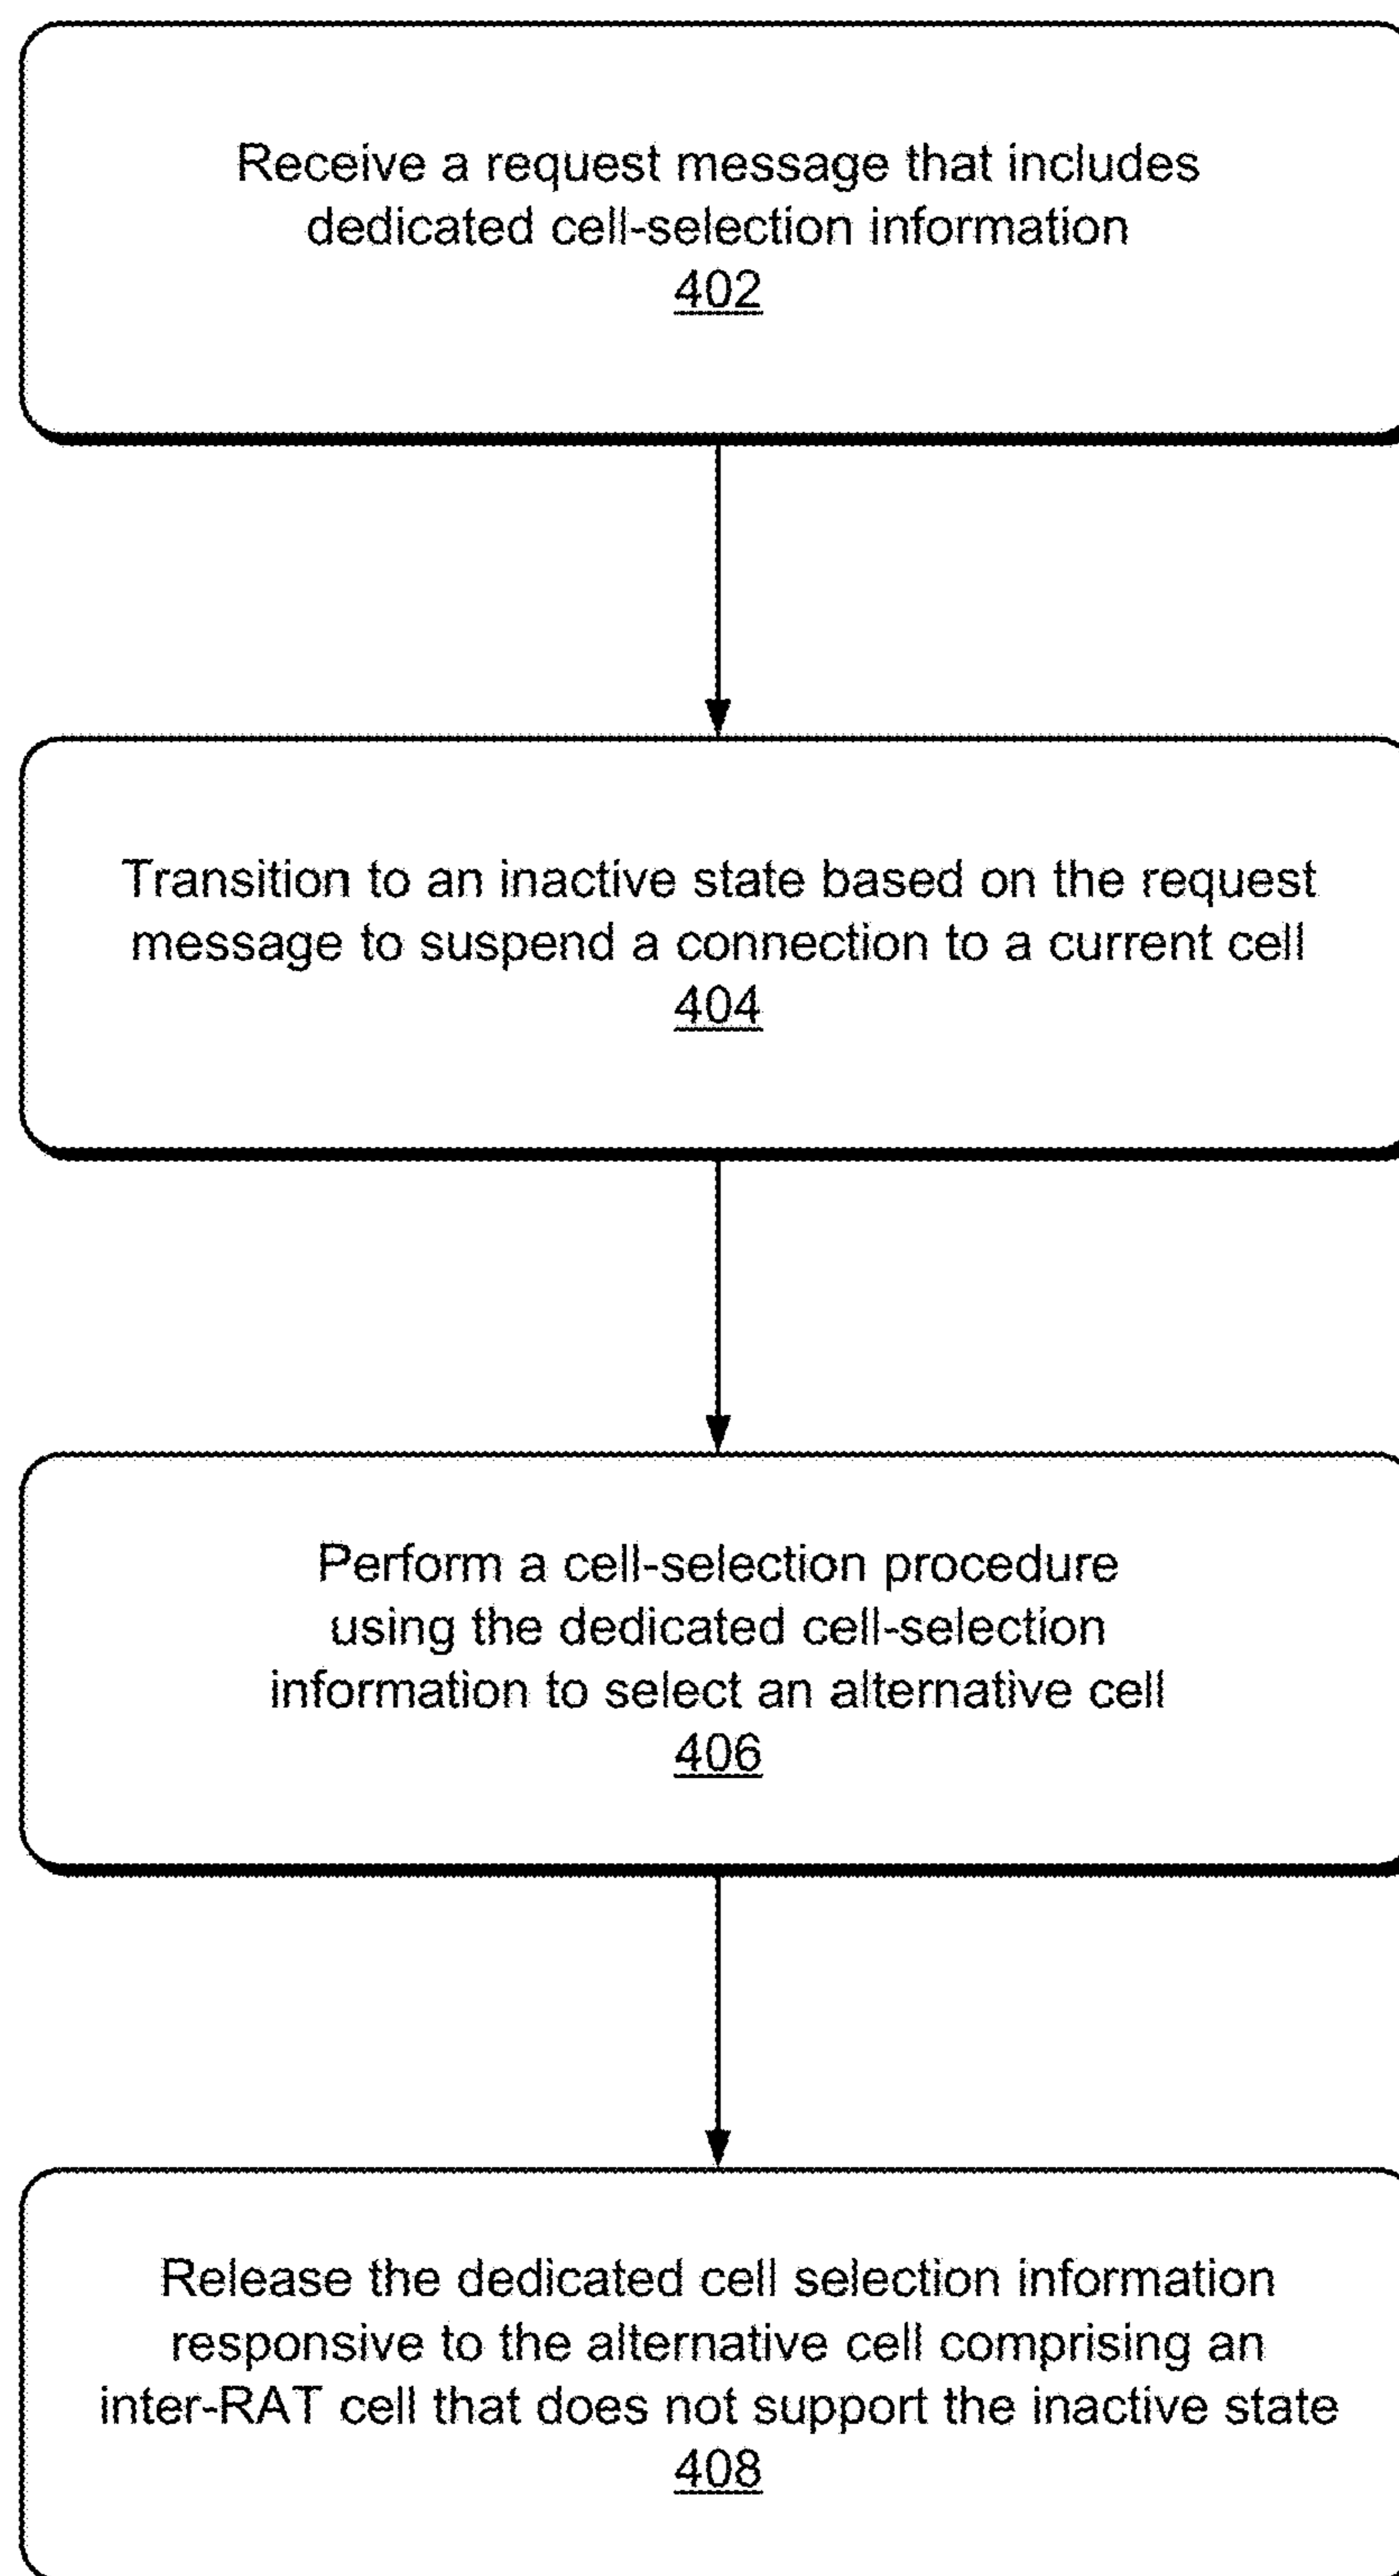 Receive a request message that includes
dedicated cell-selection information
402
Transition to an inactive state based on the request
message to suspend a connection to a current cell
404
Perform a cell-selection procedure
using the dedicated cell-selection
information to select an alternative cell
406
Release the dedicated cell selection information
responsive to the alternative cell comprising an
inter-RAT cell that does not support the inactive state
408